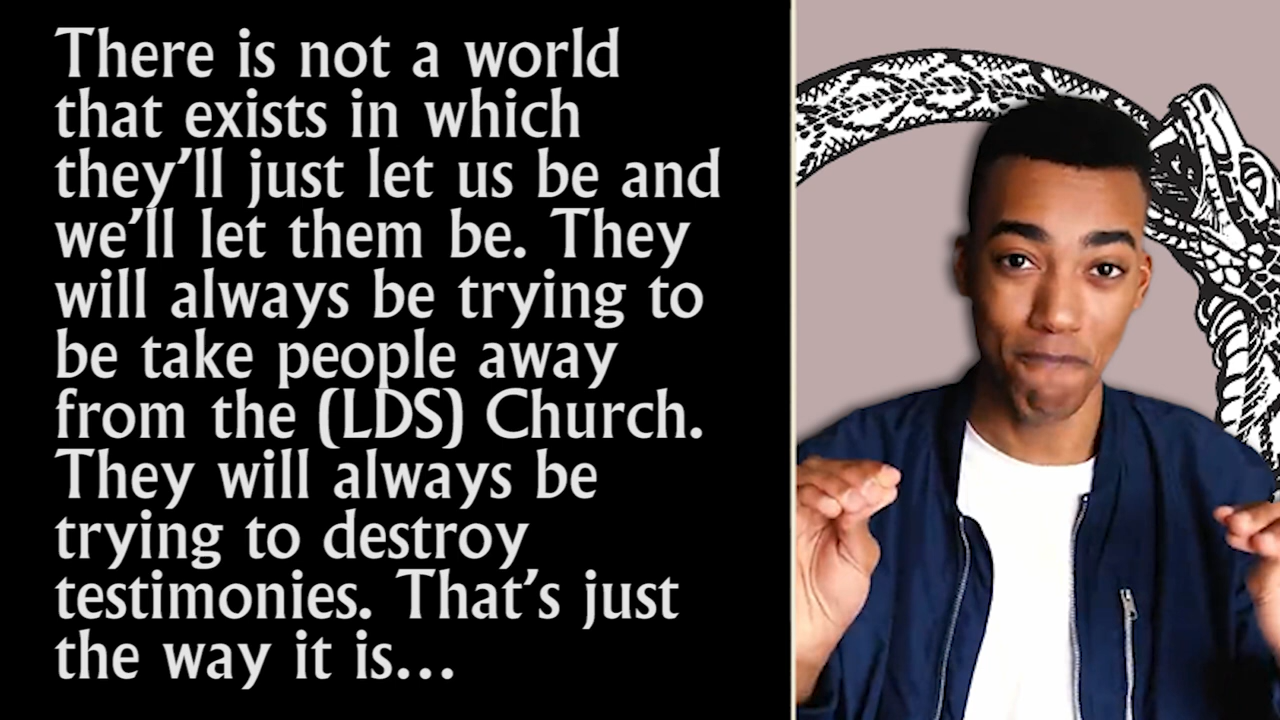 There is not a world
that exists in which
they’ll just let us be and
we’ll let them be. They
will always be trying to
be take people away
from the (LDS) Church.
They will always be
trying to destroy
testimonies. That’s just
the way it is...